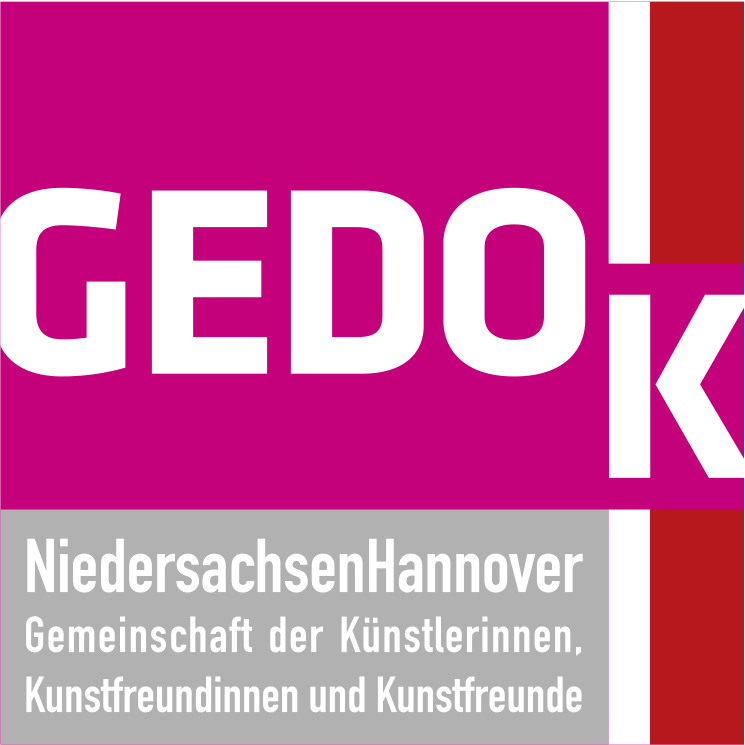 GEDOK
NiedersachsenHannover
Gemeinschaft der Künstlerinnen,
Kunstfreundinnen und Kunstfreunde